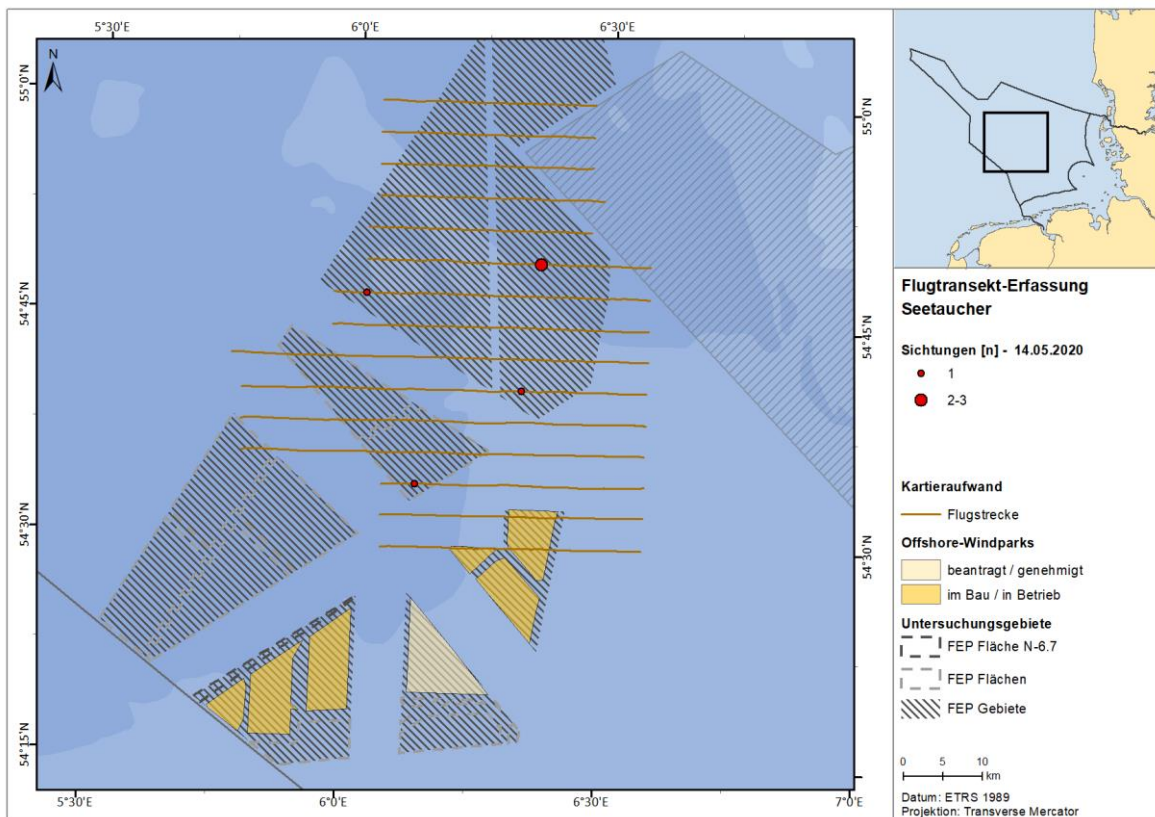 5°30'E
6°0'E
6°30'E
N
55°0'N
55°0'N
54°45'N
54°45'N
54°30'N
54°30'N
54°15'N
5°30'E
6°0'E
6°30'E
7°0'E
Flugtransekt-Erfassung
Seetaucher
Sichtungen [n] - 14.05.2020
1
2-3
Kartieraufwand
Flugstrecke
Offshore-Windparks
beantragt / genehmigt
im Bau / in Betrieb
Untersuchungsgebiete
FEP Fläche N-6.7
FEP Flächen
FEP Gebiete
0 5 10
km
Datum: ETRS 1989
Projektion: Transverse Mercator